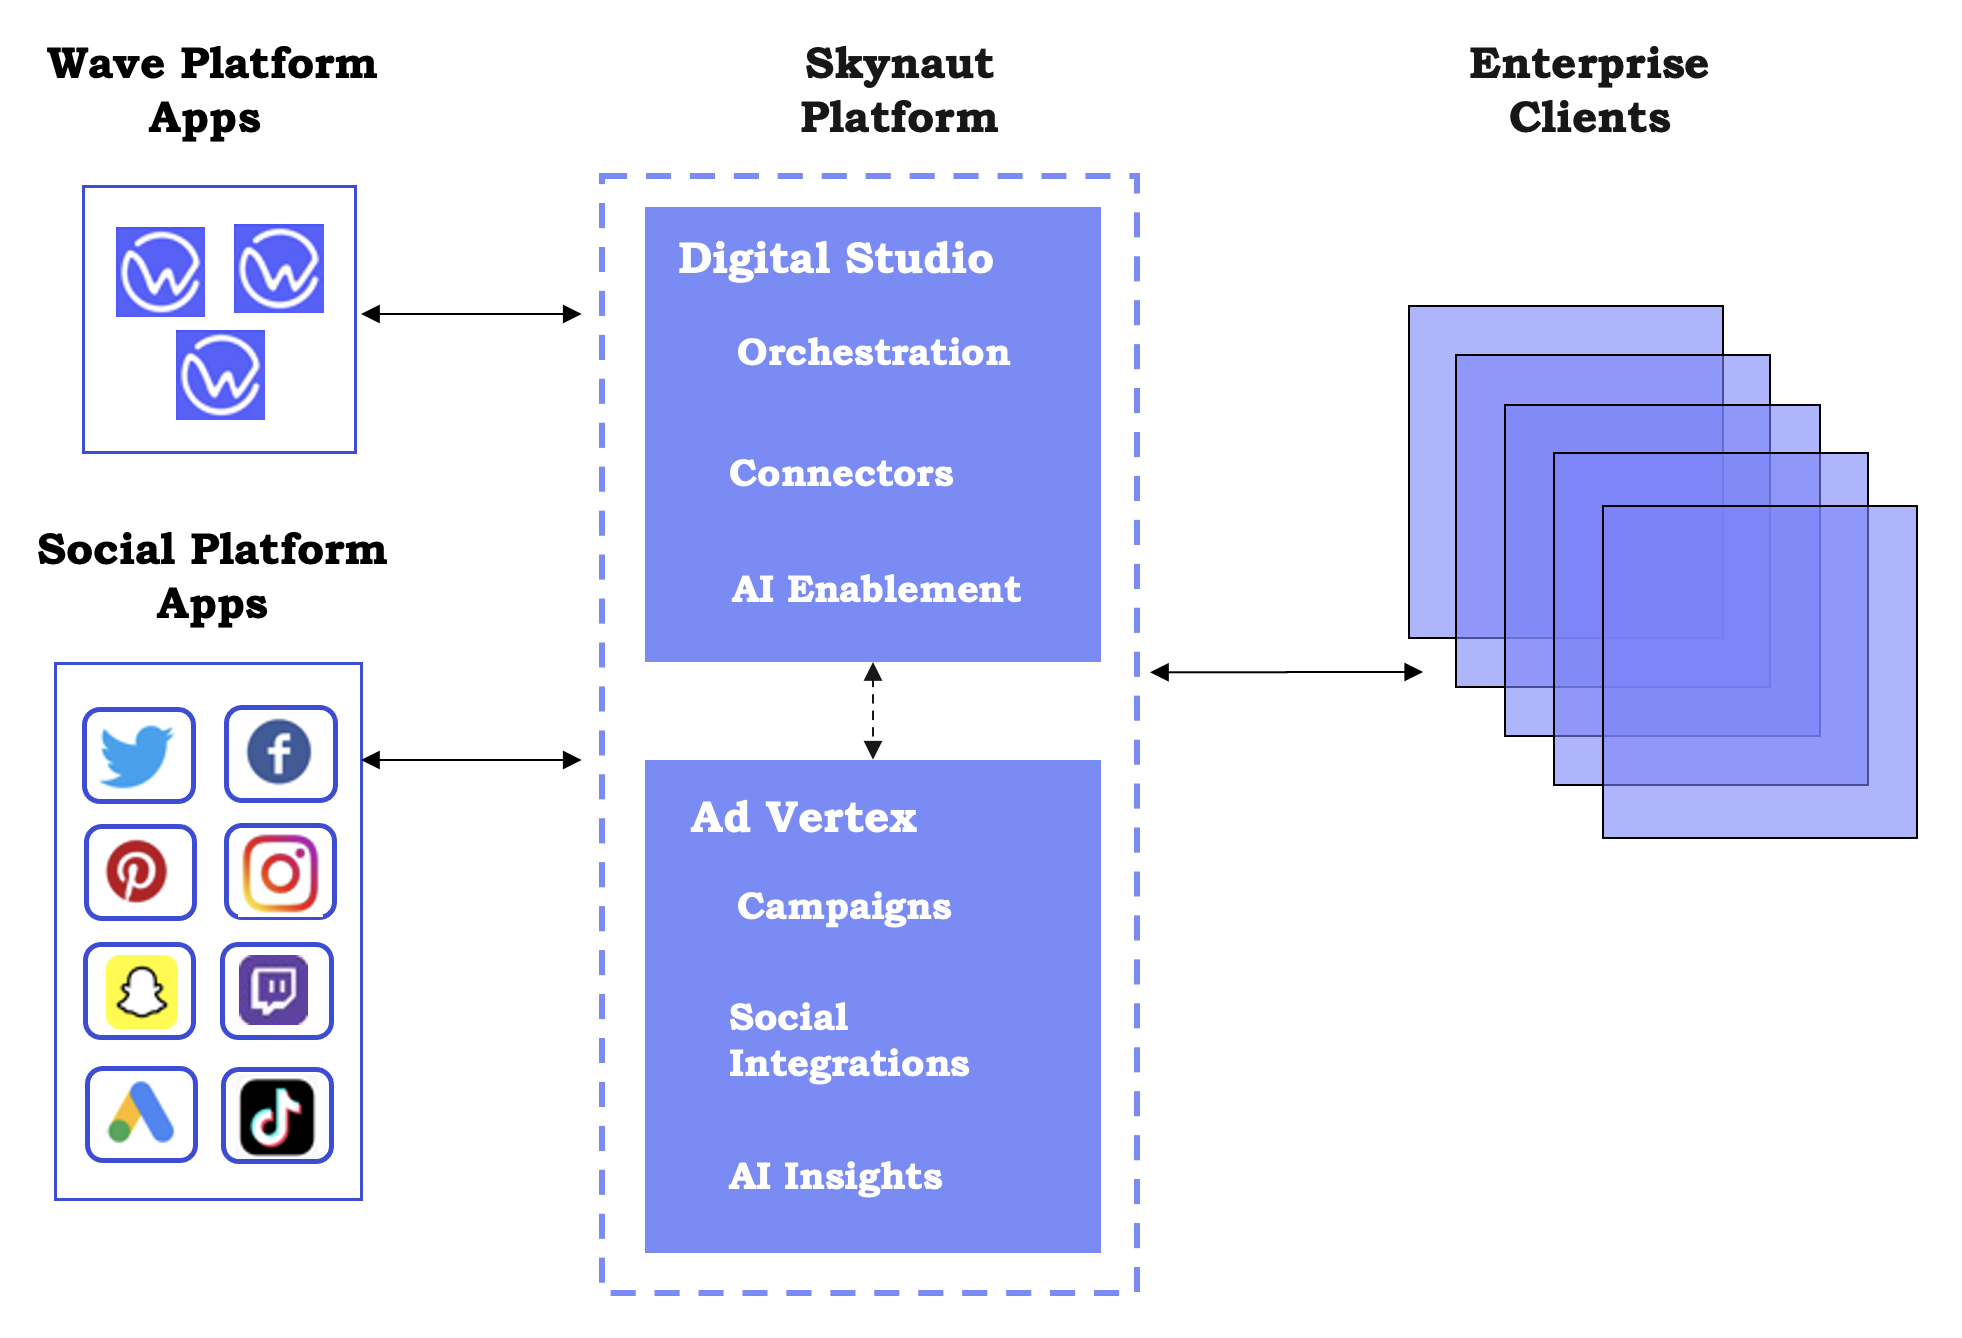 Wave Platform
Apps
Skynaut
Platform
Enterprise
Clients
Digital Studio
Orchestration
Connectors
AI Enablement
Social Platform
Apps
Ad Vertex
Campaigns
Social
Integrations
AI Insights